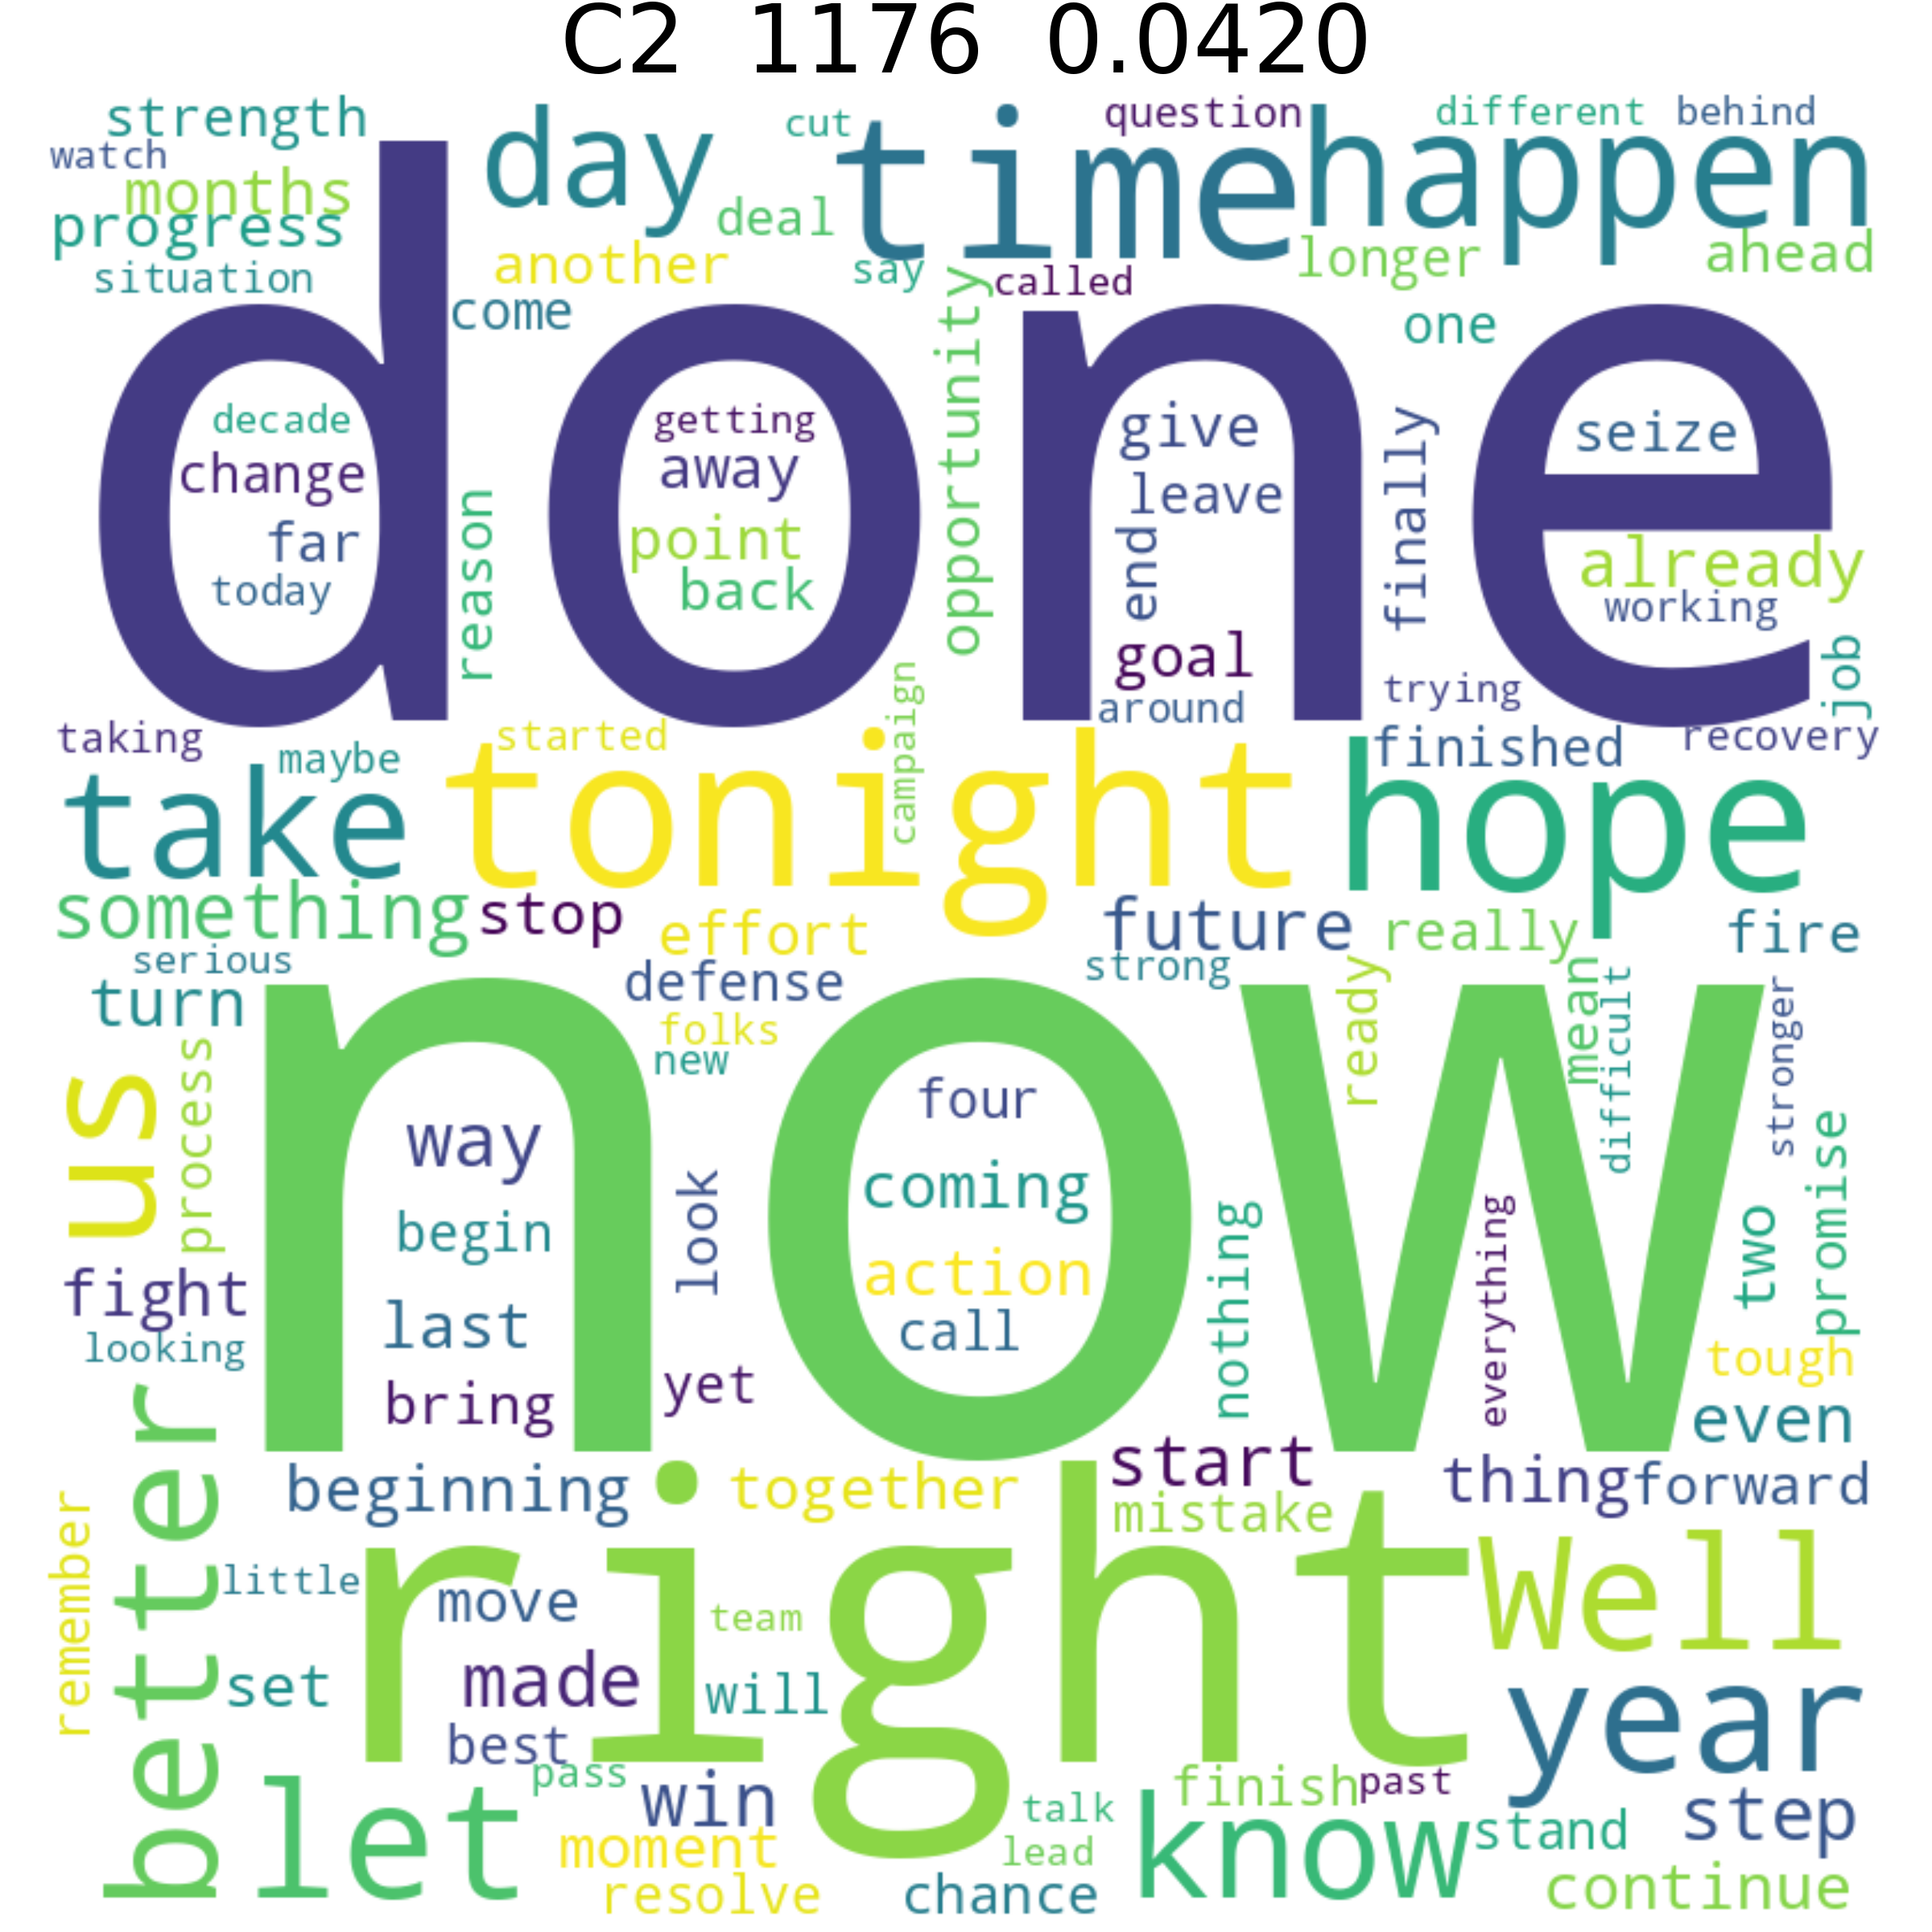 C2 1176 0.0420
strength day cut time question happen different behind
watch
months
progress deal
situation another say called longer ahead
come opportunity one
done
decade getting give seize
change away leave finally
far reason point end already
today back working
goal job
around trying
taking started campaign finished recovery
maybe
take tonight hope
something stop effort future really fire
serious defense strong
turn folks ready mean difficult stronger
new
now
us process way four promise
begin look coming nothing everything two
fight action
last call
looking yet tough
bring even
better beginning together start thing forward
remember mistake
right
little move team Well
set made will year
best
pass finish past
let win talk know stand step
moment lead
resolve chance continue